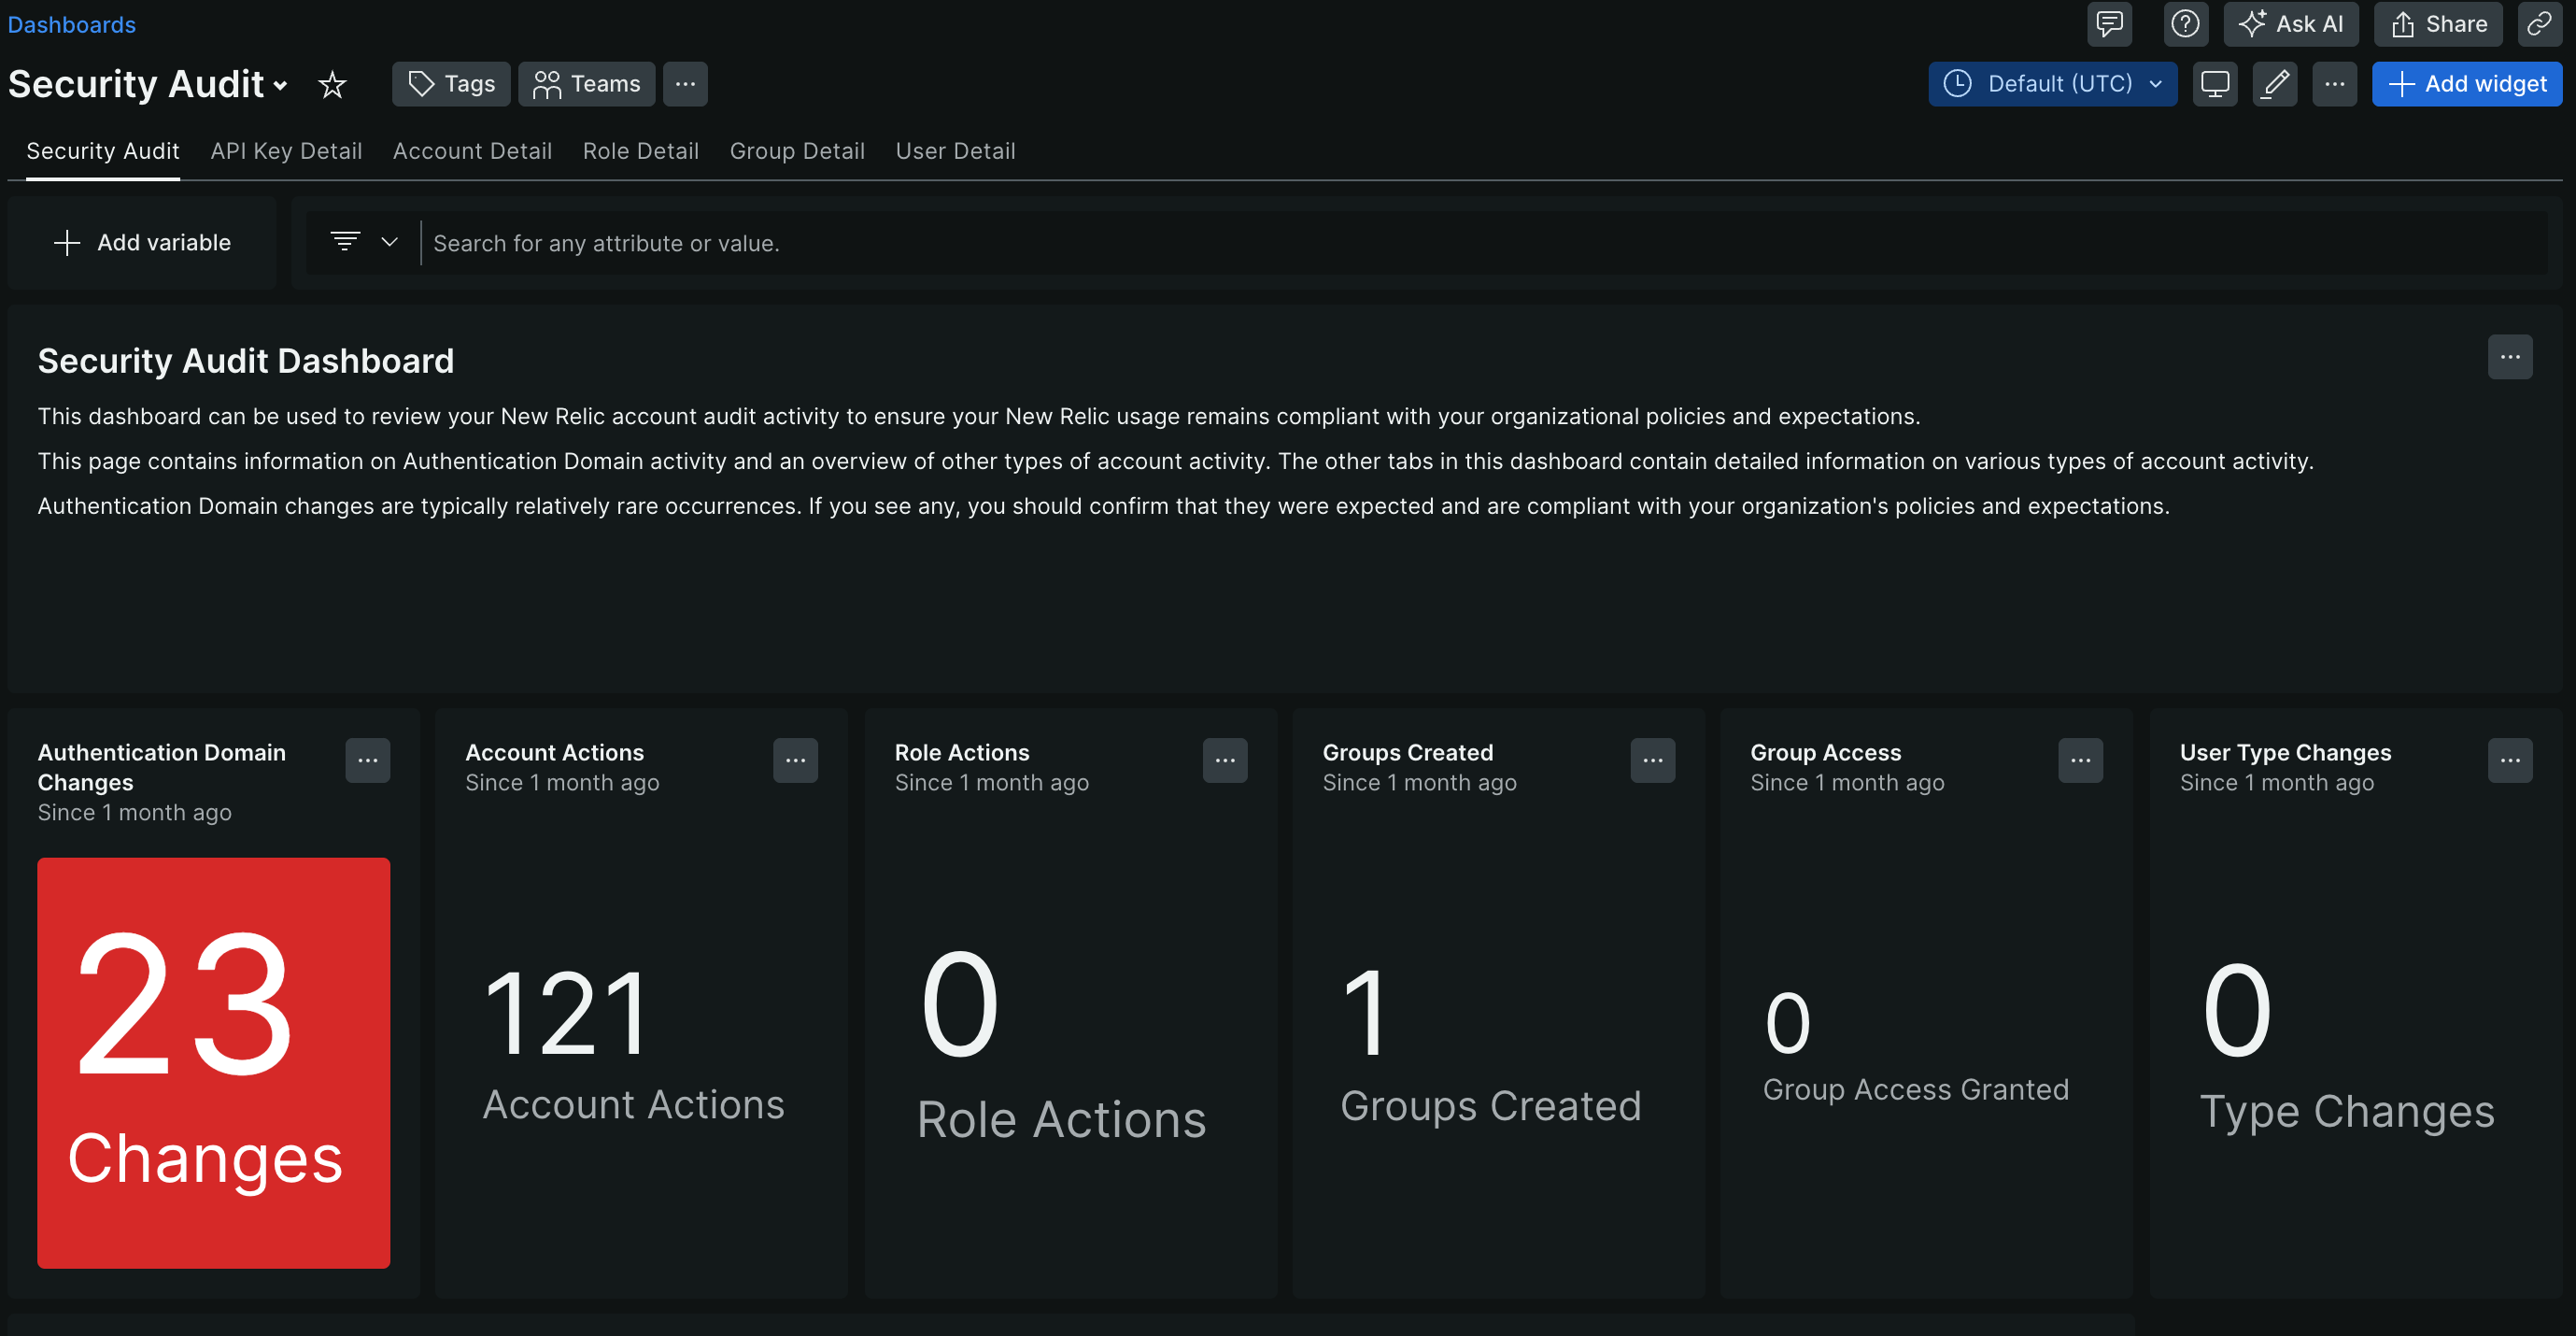 Dashboards
Ask AI
Share
Security Audit
Tags
Teams
Default (UTC)
Add widget
Security Audit
API Key Detail
Account Detail
Role Detail
Group Detail
User Detail
Add variable
Search for any attribute or value.
Security Audit Dashboard
This dashboard can be used to review your New Relic account audit activity to ensure your New Relic usage remains compliant with your organizational policies and expectations.
This page contains information on Authentication Domain activity and an overview of other types of account activity. The other tabs in this dashboard contain detailed information on various types of account activity.
Authentication Domain changes are typically relatively rare occurrences. If you see any, you should confirm that they were expected and are compliant with your organization's policies and expectations.
Authentication Domain
Changes
Since 1 month ago
23
Changes
Account Actions
Since 1 month ago
121
Account Actions
Role Actions
Since 1 month ago
0
Role Actions
Groups Created
Since 1 month ago
1
Groups Created
Group Access
Since 1 month ago
0
Group Access Granted
User Type Changes
Since 1 month ago
0
Type Changes